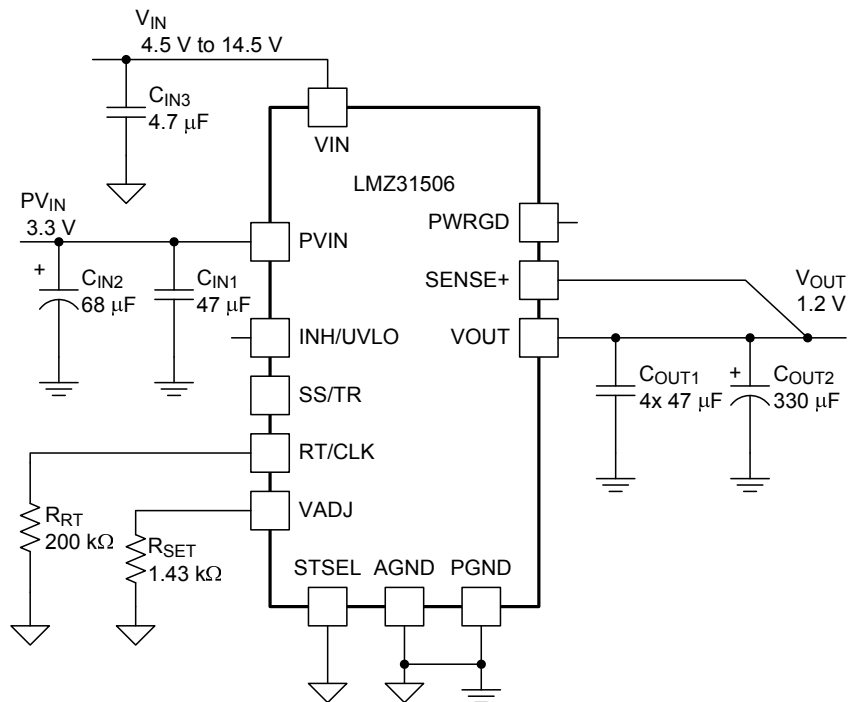 VIN
4.5 V to 14.5 V
CIN3
4.7 μF
VIN
LMZ31506
PVIN
3.3 V
PVIN
PWRGD
+
CIN2
68 μF
CIN1
47 μF
SENSE+
VOUT
1.2 V
INH/UVLO
VOUT
SS/TR
COUT1
4x 47 μF
+
COUT2
330 μF
RT/CLK
VADJ
RRT
200 kΩ
RSET
1.43 kΩ
STSEL
AGND
PGND